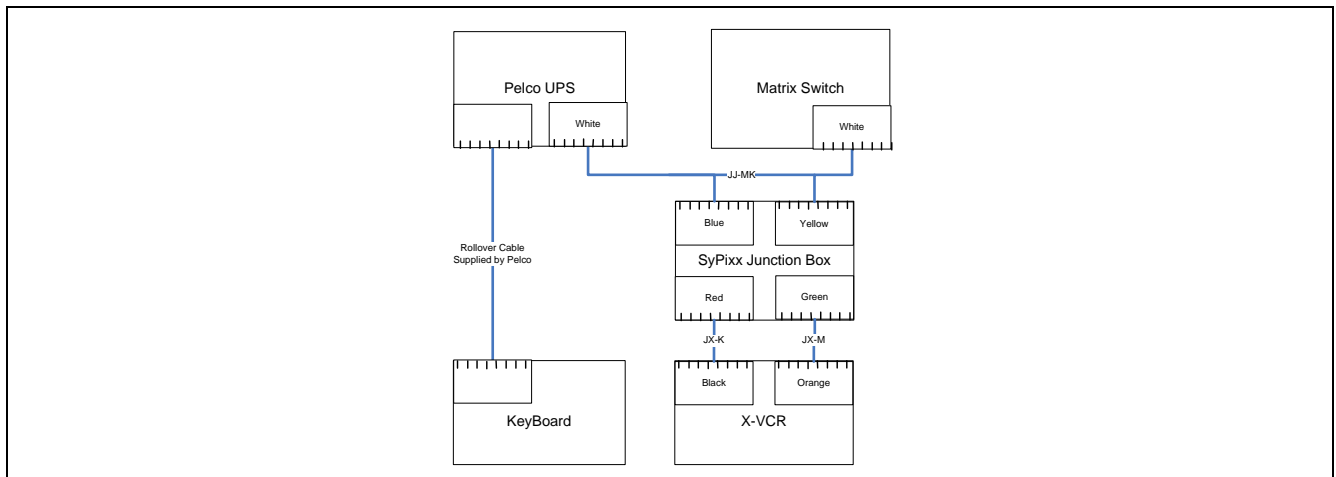 Pelco UPS
Matrix Switch
White
White
JJ-MK
Blue
Yellow
Rollover Cable
Supplied by Pelco
SyPixx Junction Box
Red
Green
JX-K
JX-M
Black
Orange
KeyBoard
X-VCR